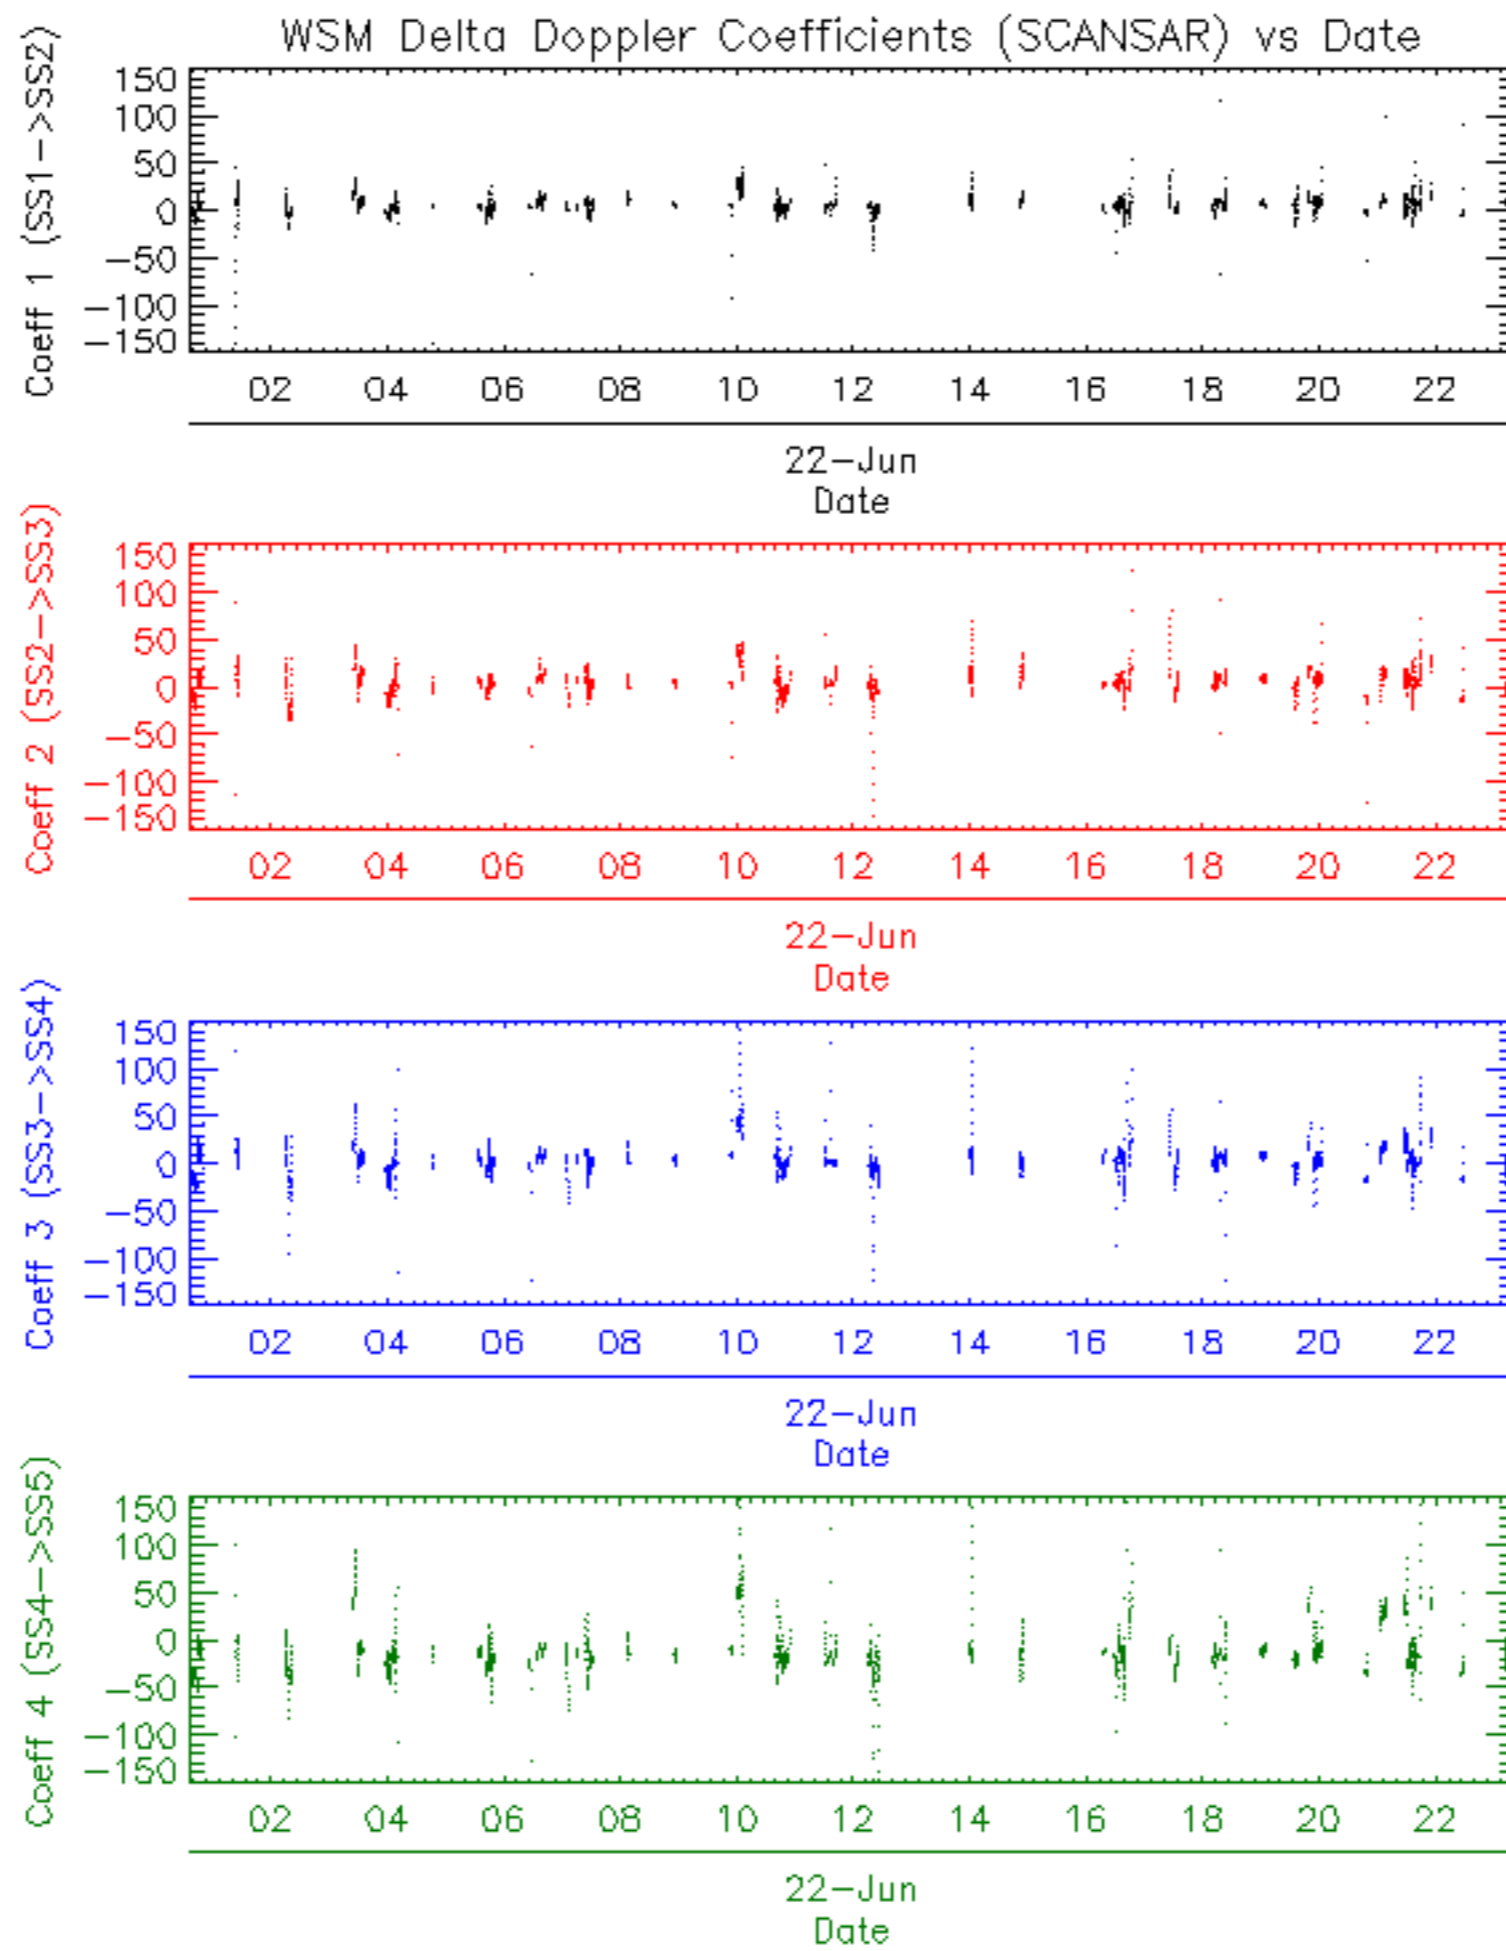 WSM Delta Doppler Coefficients (SCANSAR) vs Date
Coeff 1 (SS1->SS2)
150
100
50
0
-50
-100
-150
02 04 06 08 10 12 14 16 18 20 22
22-Jun
Date
Coeff 2 (SS2->SS3)
150
100
50
0
-50
-100
-150
02 04 06 08 10 12 14 16 18 20 22
22-Jun
Date
Coeff 3 (SS3->SS4)
150
100
50
0
-50
-100
-150
02 04 06 08 10 12 14 16 18 20 22
22-Jun
Date
Coeff 4 (SS4->SS5)
150
100
50
0
-50
-100
-150
02 04 06 08 10 12 14 16 18 20 22
22-Jun
Date